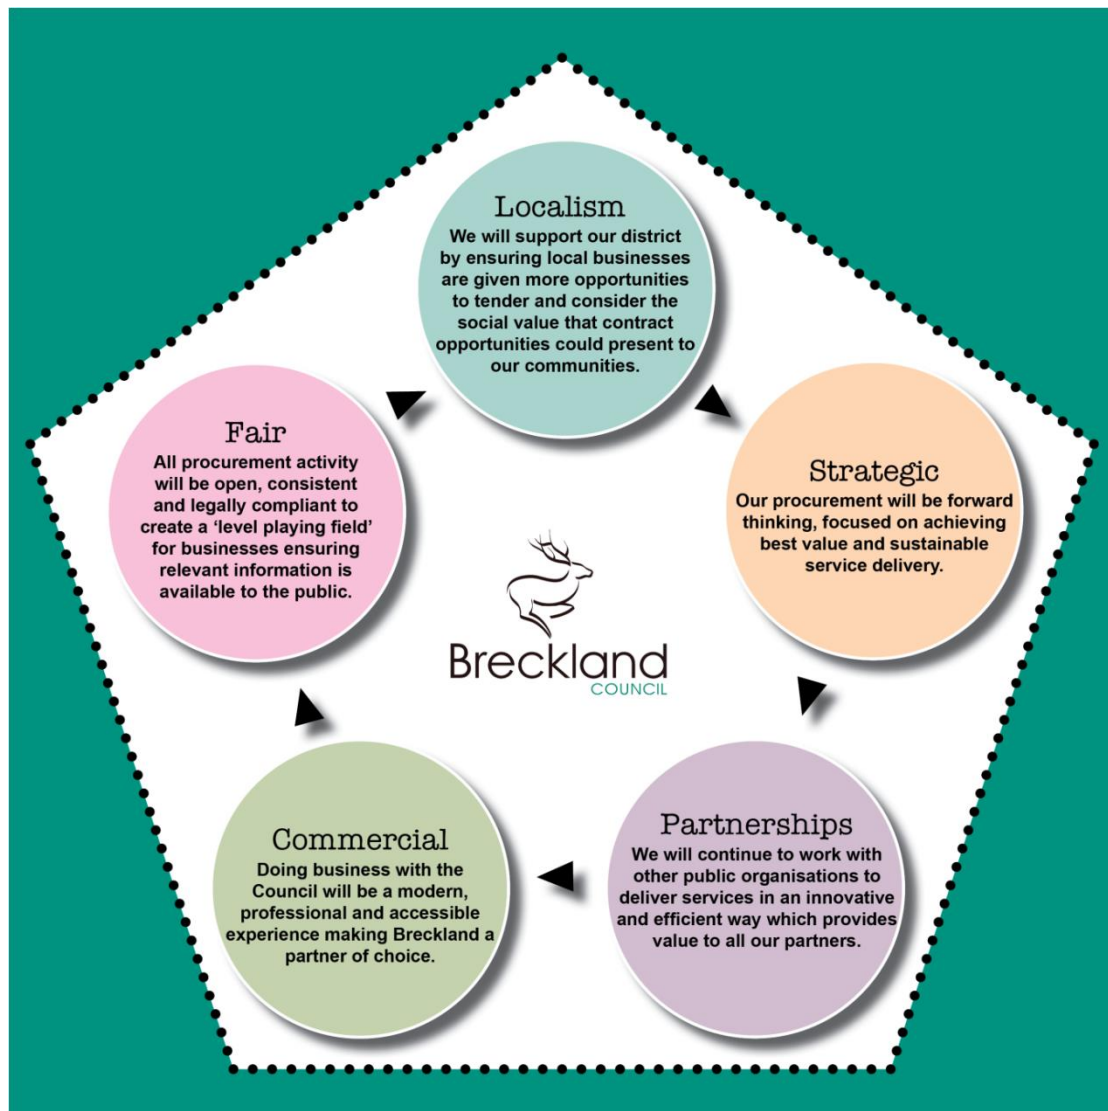 Localism
We will support our district
by ensuring local businesses
are given more opportunities
to tender and consider the
social value that contract
opportunities could present to
our communities.
Strategic
Our procurement will be forward
thinking, focused on achieving
best value and sustainable
service delivery.
Partnerships
We will continue to work with
other public organisations to
deliver services in an innovative
and efficient way which provides
value to all our partners.
Commercial
Doing business with the
Council will be a modern,
professional and accessible
experience making Breckland a
partner of choice.
Fair
All procurement activity
will be open, consistent
and legally compliant to
create a ‘level playing field’
for businesses ensuring
relevant information is
available to the public.
Breckland
COUNCIL